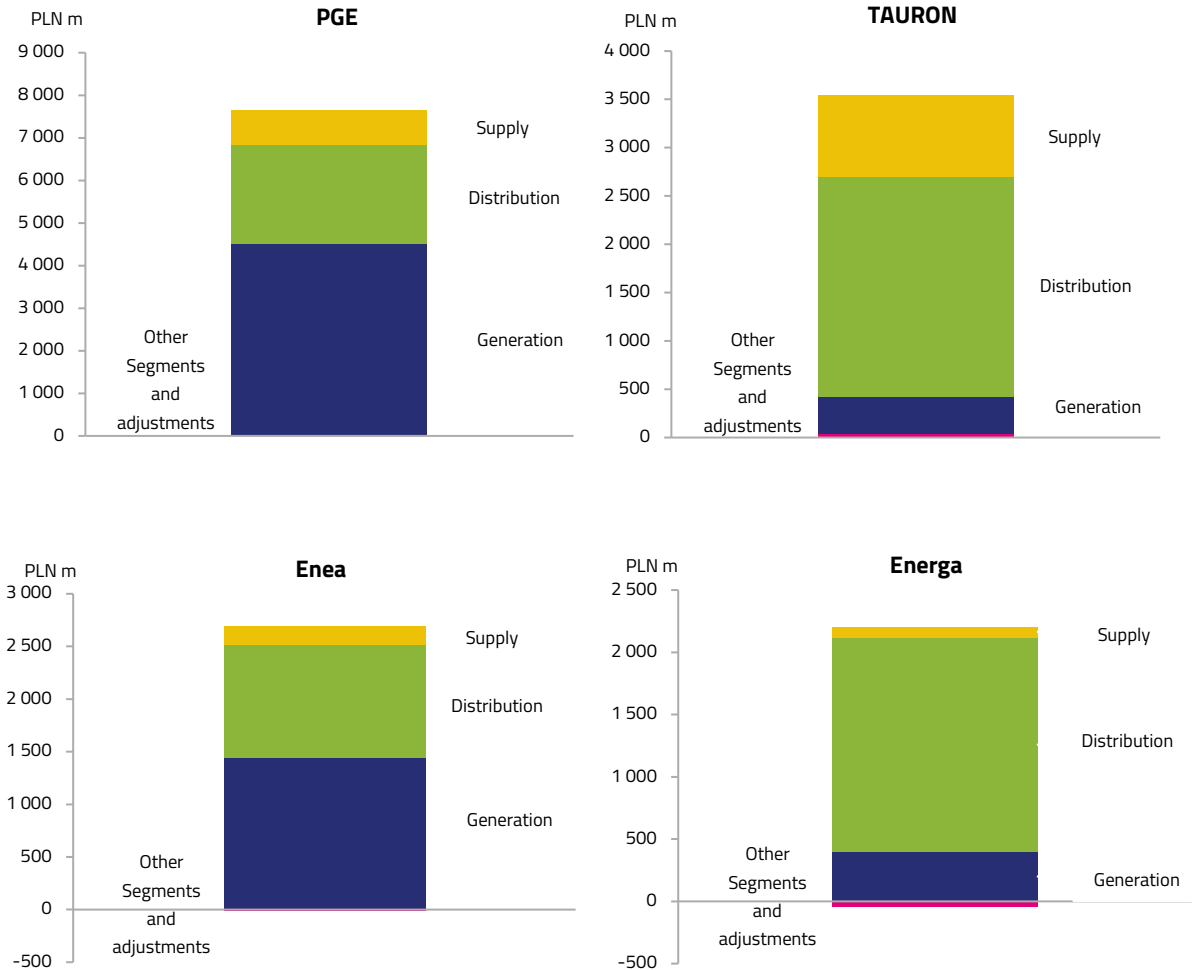 PLN m
PGE
9 000
8 000
7 000
6 000
5 000
4 000
3 000
2 000
1 000
0
Supply
Distribution
Generation
Other
Segments
and
adjustments
PLN m
TAURON
4 000
3 500
3 000
2 500
2 000
1 500
1 000
500
0
Supply
Distribution
Generation
Other
Segments
and
adjustments
PLN m
Enea
3 000
2 500
2 000
1 500
1 000
500
0
-500
Supply
Distribution
Generation
Other
Segments
and
adjustments
PLN m
Energa
2 500
2 000
1 500
1 000
500
0
-500
Supply
Distribution
Generation
Other
Segments
and
adjustments